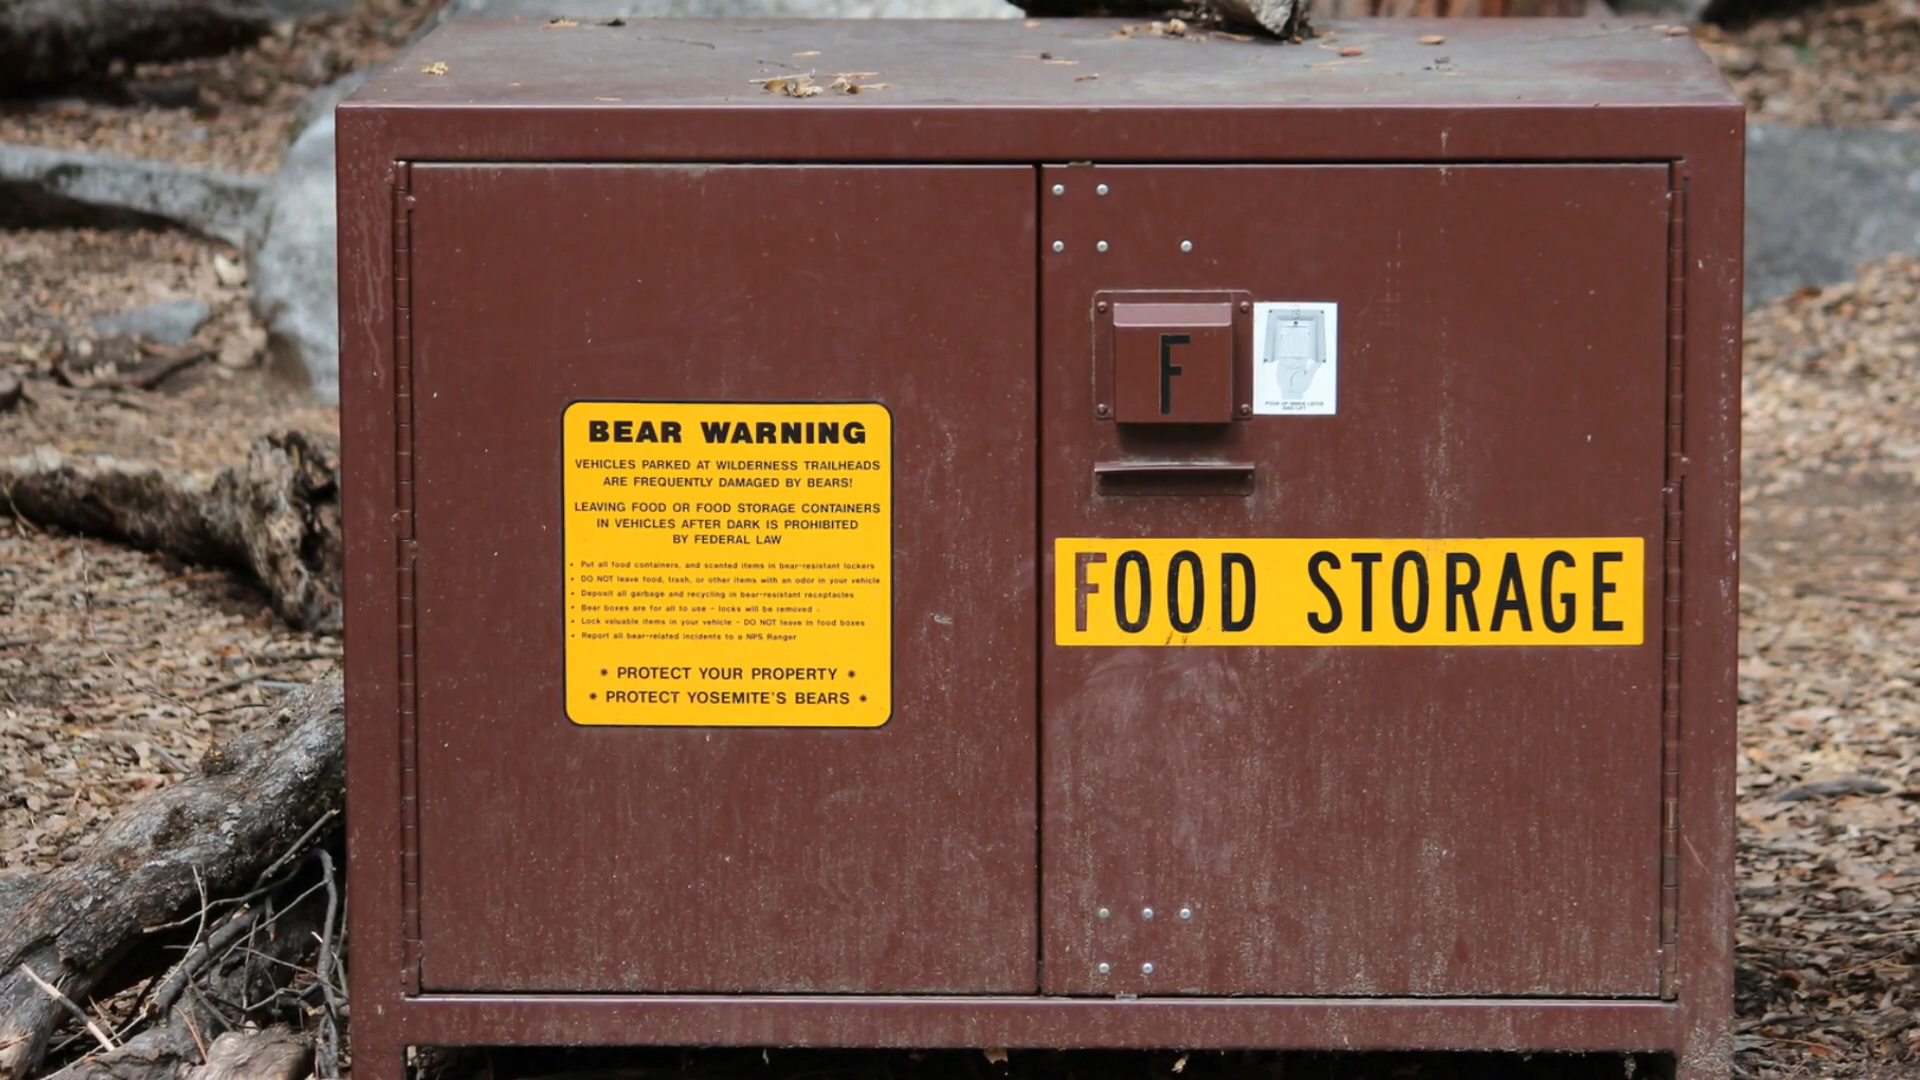 BEAR WARNING
VEHICLES PARKED AT WILDERNESS TRAILHEADS
ARE FREQUENTLY DAMAGED BY BEARS!
LEAVING FOOD OR FOOD STORAGE CONTAINERS
IN VEHICLES AFTER DARK IS PROHIBITED
BY FEDERAL LAW
• Put all food containers, and scented items in bear-resistant lockers
• DO NOT leave food, trash, or other items with an odor in your vehicle
• Deposit all garbage and recycling in bear-resistant receptacles
• Bear boxes are for all to use - locks will be removed -
• Lock valuable items in your vehicle - DO NOT leave in food boxes
• Report all bear-related incidents to a NPS Ranger
* PROTECT YOUR PROPERTY *
* PROTECT YOSEMITE'S BEARS *
F
FOOD STORAGE